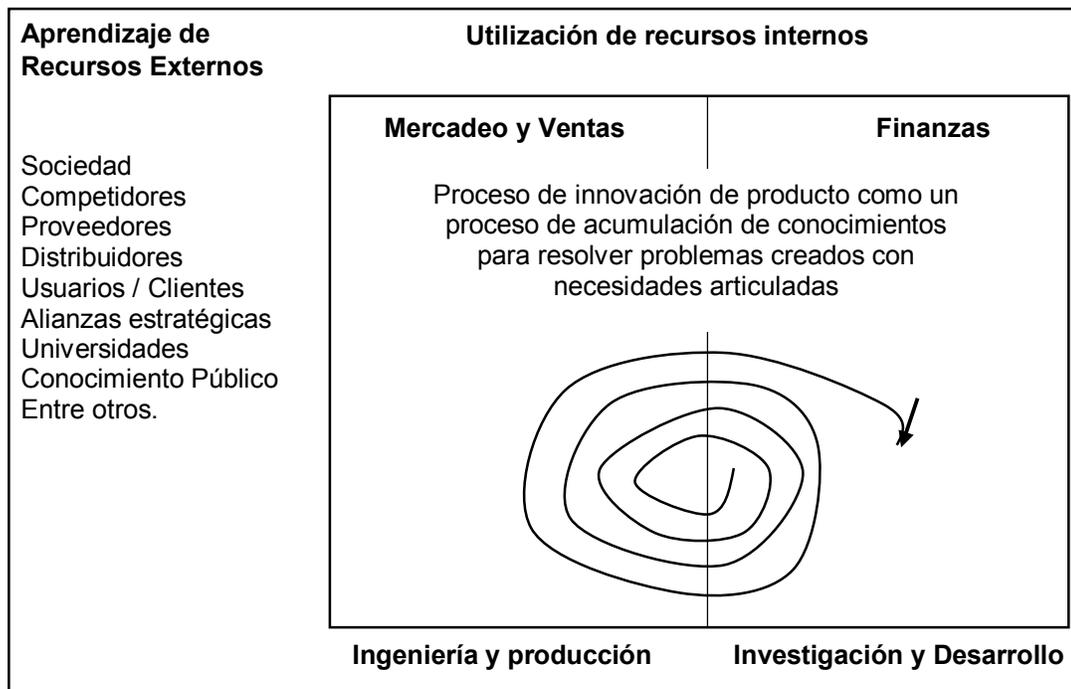 Aprendizaje de
Recursos Externos
Utilización de recursos internos
Sociedad
Competidores
Proveedores
Distribuidores
Usuarios / Clientes
Alianzas estratégicas
Universidades
Conocimiento Público
Entre otros.
Mercadeo y Ventas
Finanzas
Proceso de innovación de producto como un
proceso de acumulación de conocimientos
para resolver problemas creados con
necesidades articuladas
Ingeniería y producción
Investigación y Desarrollo